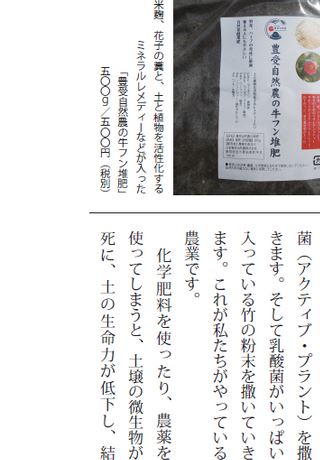 米麹、花子の糞と、土と植物を活性化する
ミネラルレメディーなどが入った
「豊受自然農の牛フン堆肥」
五〇〇g/五〇〇円(税別)
豊受自然農の牛フン堆肥
菌(アクティブ・プラント)を撒
きます。そして乳酸菌がいっぱい
入っている竹の粉末を撒いていき
ます。これが私たちがやっている
農業です。
化学肥料を使ったり、農薬を
使ってしまうと、土壌の微生物が
死に、土の生命力が低下し、結